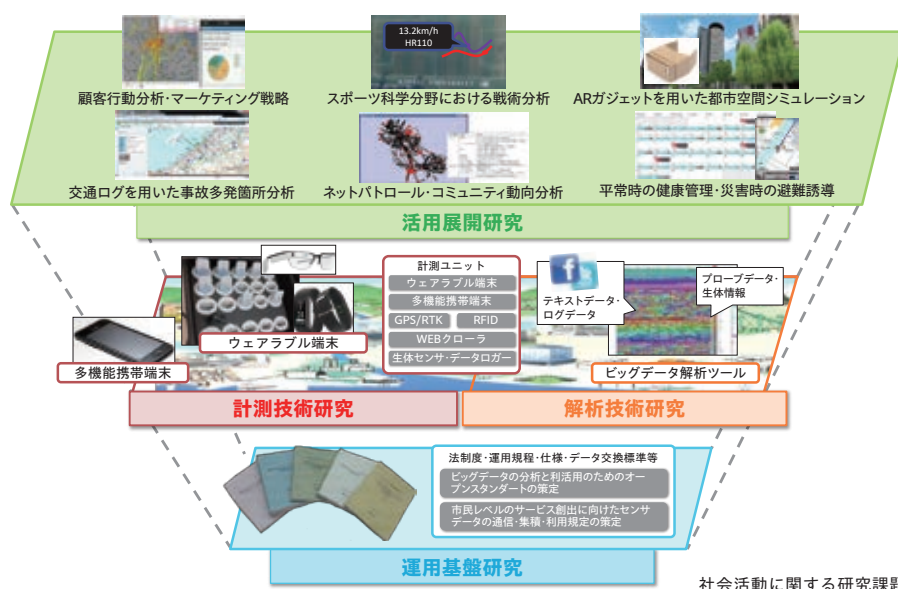 13.2km/h
HR110
顧客行動分析・マーケティング戦略
スポーツ科学分野における戦術分析
ARガジェットを用いた都市空間シミュレーション
交通ログを用いた事故多発箇所分析
ネットパトロール・コミュニティ動向分析
平常時の健康管理・災害時の避難誘導
活用展開研究
計測ユニット
ウェアラブル端末
多機能携帯端末
GPS/RTK
RFID
WEBクローラ
生体センサ・データロガー
ウェアラブル端末
多機能携帯端末
計測技術研究
f
テキストデータ・
ログデータ
プローブデータ・
生体情報
ビッグデータ解析ツール
解析技術研究
法制度・運用規程・仕様・データ交換標準等
ビッグデータの分析と利活用のためのオー
プンスタンダートの策定
市民レベルのサービス創出に向けたセンサ
データの通信・集積・利用規定の策定
運用基盤研究
社会活動に関する研究課題